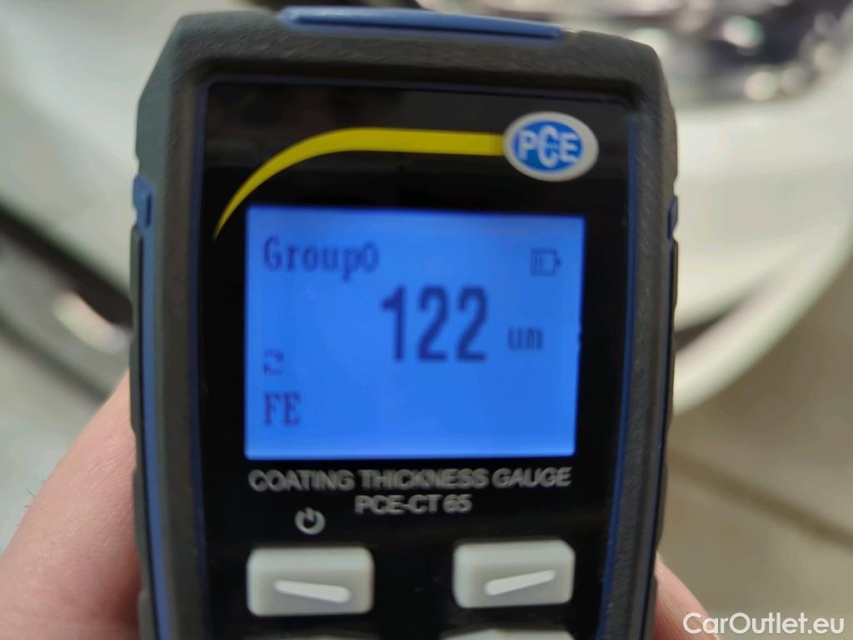 PCE
Group0
122 um
FE
COATING THICKNESS GAUGE
PCE-CT 65
CarOutlet.eu